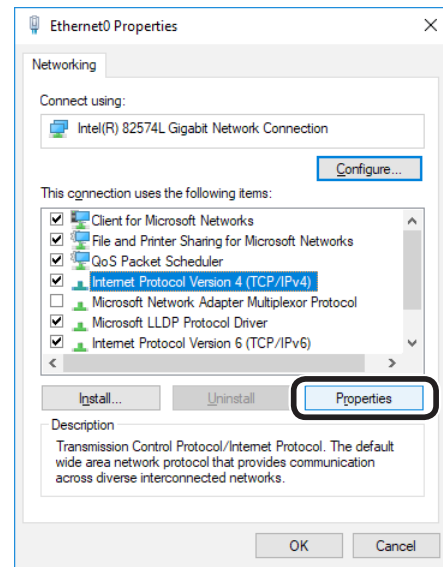 Ethernet0 Properties
Networking
Connect using:
Intel(R) 82574L Gigabit Network Connection
Configure...
This connection uses the following items:
Client for Microsoft Networks
File and Printer Sharing for Microsoft Networks
QoS Packet Scheduler
Internet Protocol Version 4 (TCP/IPv4)
Microsoft Network Adapter Multiplexor Protocol
Microsoft LLDP Protocol Driver
Internet Protocol Version 6 (TCP/IPv6)
Install... Uninstall Properties
Description
Transmission Control Protocol/Internet Protocol. The default
wide area network protocol that provides communication
across diverse interconnected networks.
OK Cancel